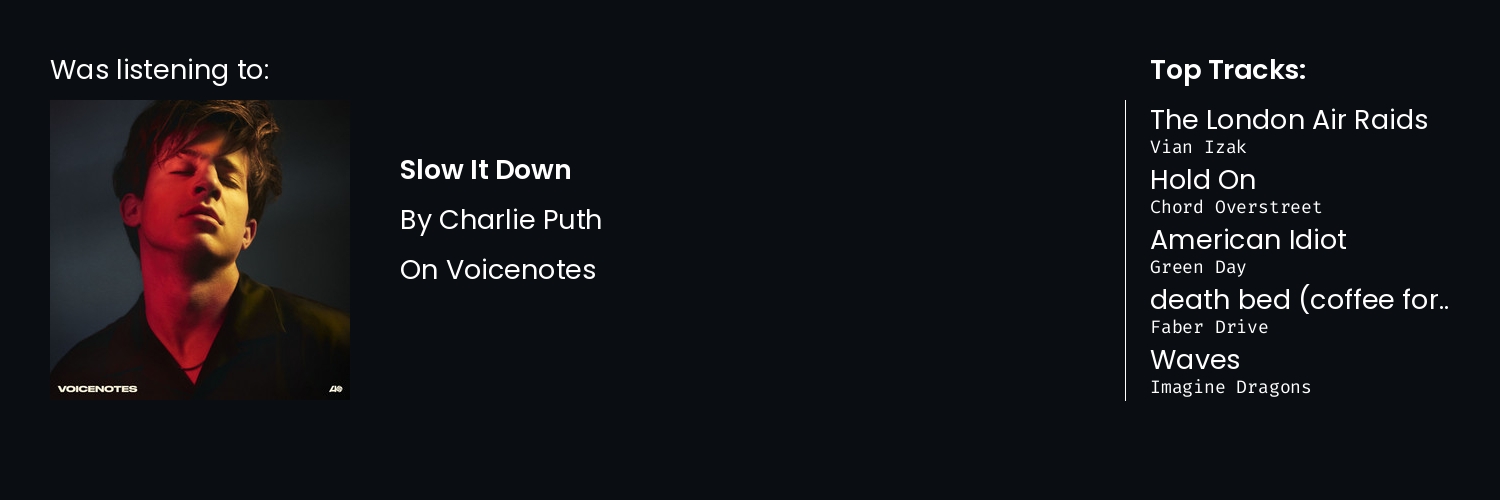 Was listening to:
VOICENOTES
Slow It Down
By Charlie Puth
On Voicenotes
Top Tracks:
The London Air Raids
Vian Izak
Hold On
Chord Overstreet
American Idiot
Green Day
death bed (coffee for..
Faber Drive
Waves
Imagine Dragons